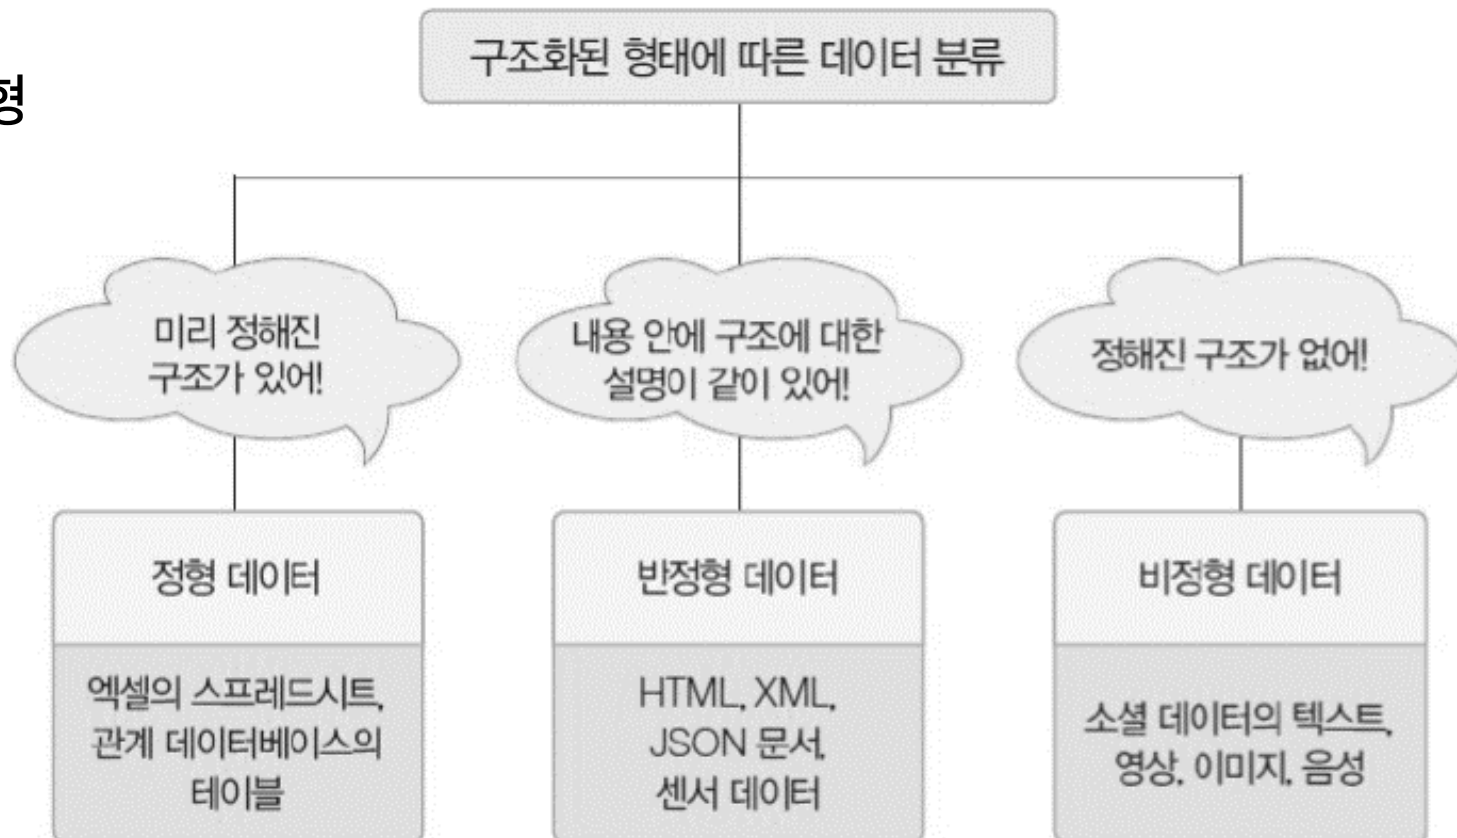 형
구조화된 형태에 따른 데이터 분류
미리 정해진
구조가 있어!
내용 안에 구조에 대한
설명이 같이 있어!
정해진 구조가 없어!
정형 데이터
엑셀의 스프레드시트,
관계 데이터베이스의
테이블
반정형 데이터
HTML, XML,
JSON 문서,
센서 데이터
비정형 데이터
소셜 데이터의 텍스트,
영상, 이미지, 음성